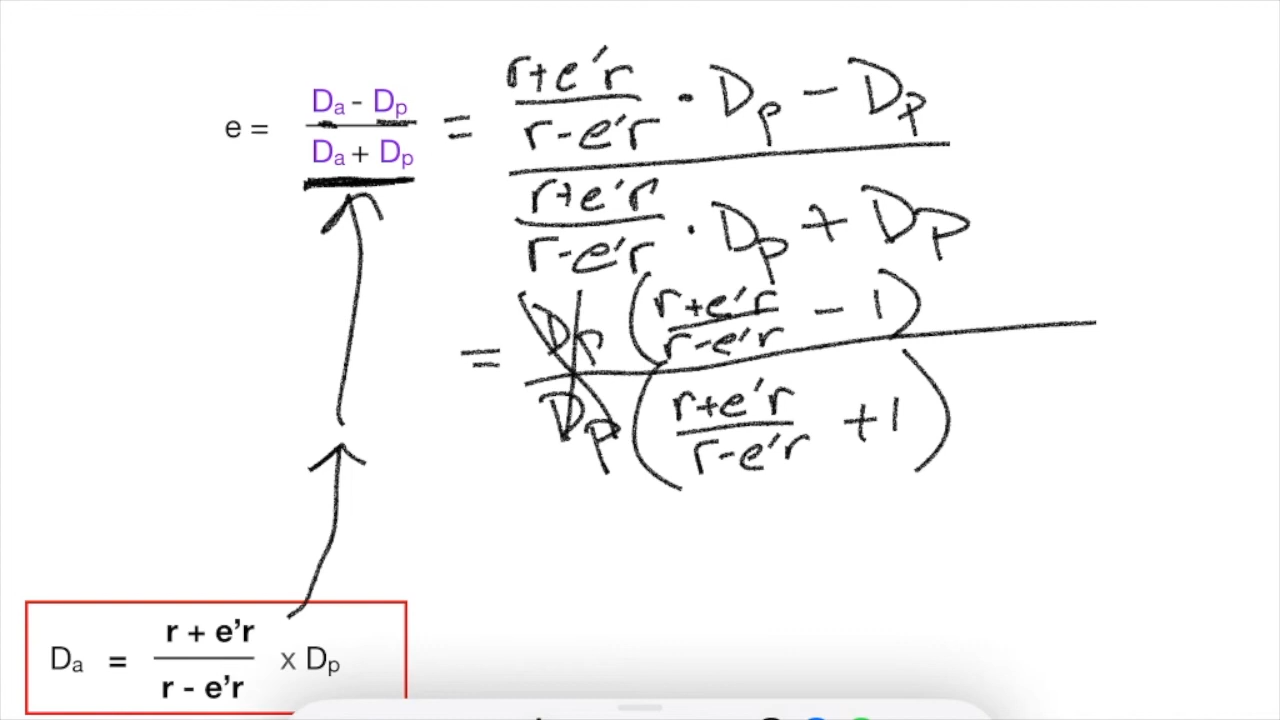 e = Da - Dp / Da + Dp = r+e'r / r-e'r · Dp - Dp
r+e'r / r-e'r · Dp + Dp
= Dp (r+e'r / r-e'r - 1)
Dp (r+e'r / r-e'r + 1)
Da = r + e’r / r - e’r x Dp